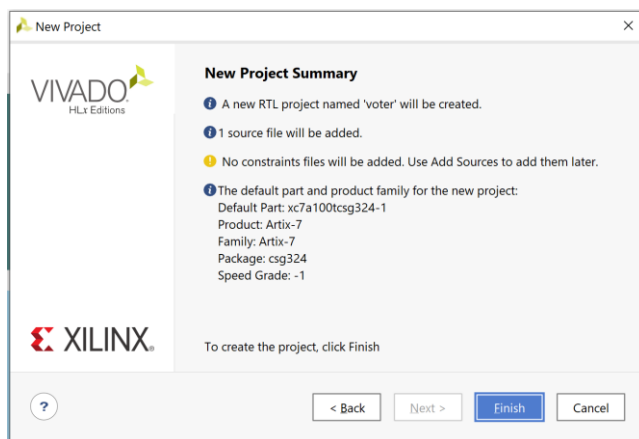 New Project
VIVADO
HLx Editions
New Project Summary
A new RTL project named 'voter' will be created.
1 source file will be added.
No constraints files will be added. Use Add Sources to add them later.
The default part and product family for the new project:
Default Part: xc7a100tcsg324-1
Product: Artix-7
Family: Artix-7
Package: csg324
Speed Grade: -1
XILINX
To create the project, click Finish
?
< Back
Next >
Finish
Cancel